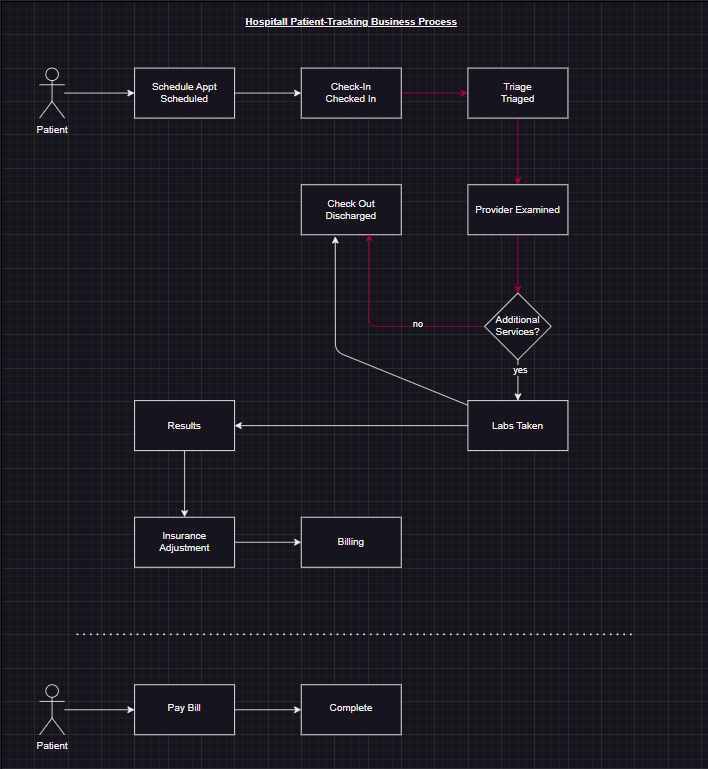 Hospitall Patient-Tracking Business Process
Schedule Appt
Scheduled
Check-In
Checked In
Triage
Triaged
Patient
Check Out
Discharged
Provider Examined
Additional
Services?
no
yes
Results
Labs Taken
Insurance
Adjustment
Billing
Pay Bill
Complete
Patient